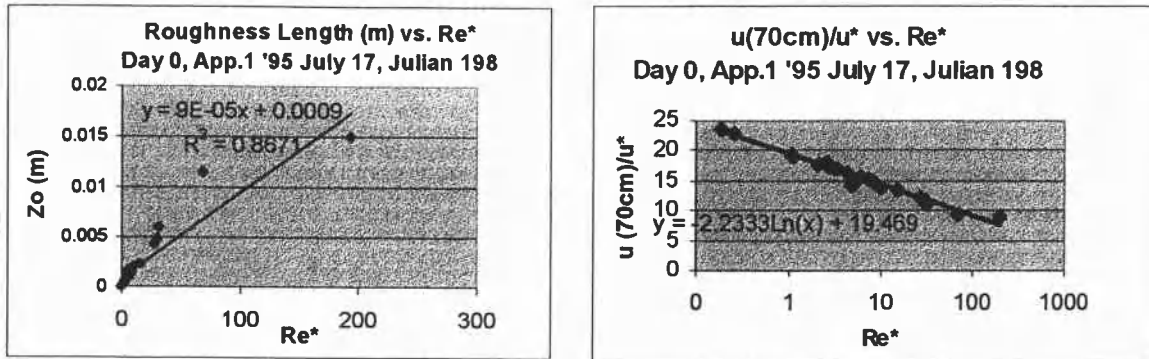 Roughness Length (m) vs. Re*
Day 0, App.1 '95 July 17, Julian 198
0.02
0.015
0.01
0.005
0
Zo (m)
y = 9E-05x + 0.0009
R² = 0.8671
0 100 200 300
Re*
u(70cm)/u* vs. Re*
Day 0, App.1 '95 July 17, Julian 198
25
20
15
10
5
0
u (70cm)/u*
y = -2.2333Ln(x) + 19.469
0 1 10 100 1000
Re*